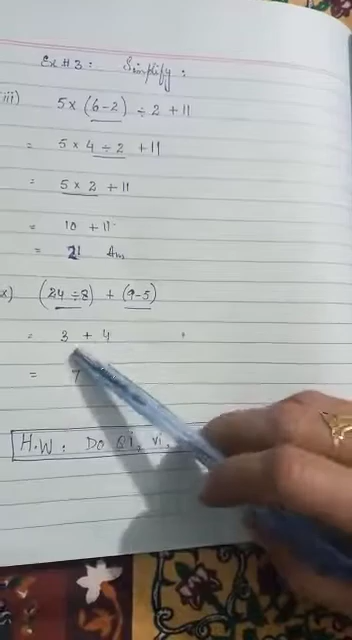 Ex # 3 : Simplify :
iii) 5 × (6-2) ÷ 2 + 11
= 5 × 4 ÷ 2 + 11
= 5 × 2 + 11
= 10 + 11
= 21 Ans
x) (24 ÷ 8) + (9-5)
= 3 + 4
= 7
H.W : Do Q i, vi,